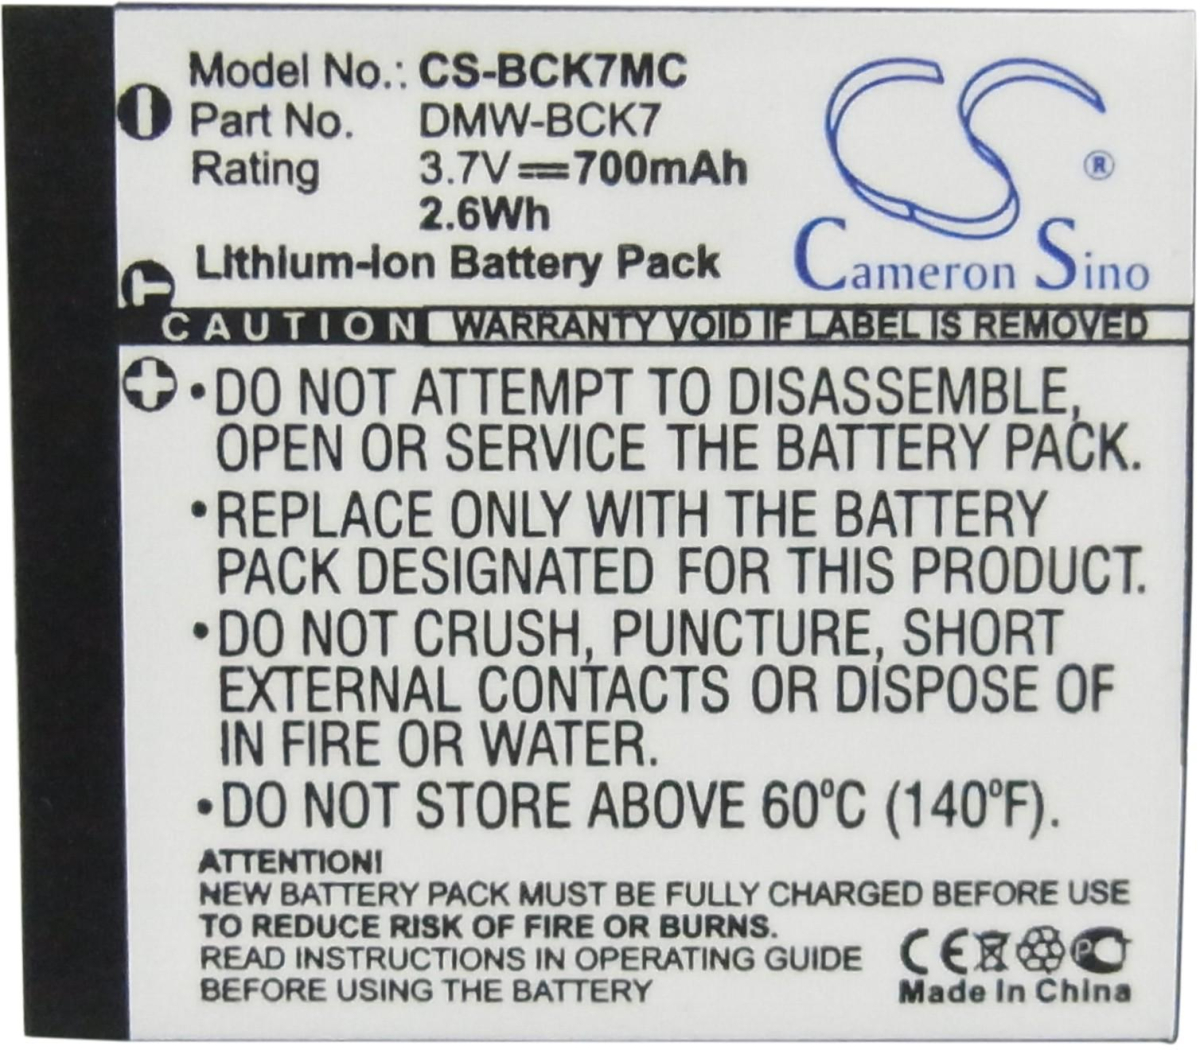 Model No.: CS-BCK7MC
Part No. DMW-BCK7
Rating 3.7V⎓700mAh
2.6Wh
Lithium-Ion Battery Pack
CS®
Cameron Sino
CAUTION WARRANTY VOID IF LABEL IS REMOVED
•DO NOT ATTEMPT TO DISASSEMBLE,
OPEN OR SERVICE THE BATTERY PACK.
•REPLACE ONLY WITH THE BATTERY
PACK DESIGNATED FOR THIS PRODUCT.
•DO NOT CRUSH, PUNCTURE, SHORT
EXTERNAL CONTACTS OR DISPOSE OF
IN FIRE OR WATER.
•DO NOT STORE ABOVE 60ºC (140ºF).
ATTENTION!
NEW BATTERY PACK MUST BE FULLY CHARGED BEFORE USE
TO REDUCE RISK OF FIRE OR BURNS.
READ INSTRUCTIONS IN OPERATING GUIDE
BEFORE USING THE BATTERY
CE
Made In China